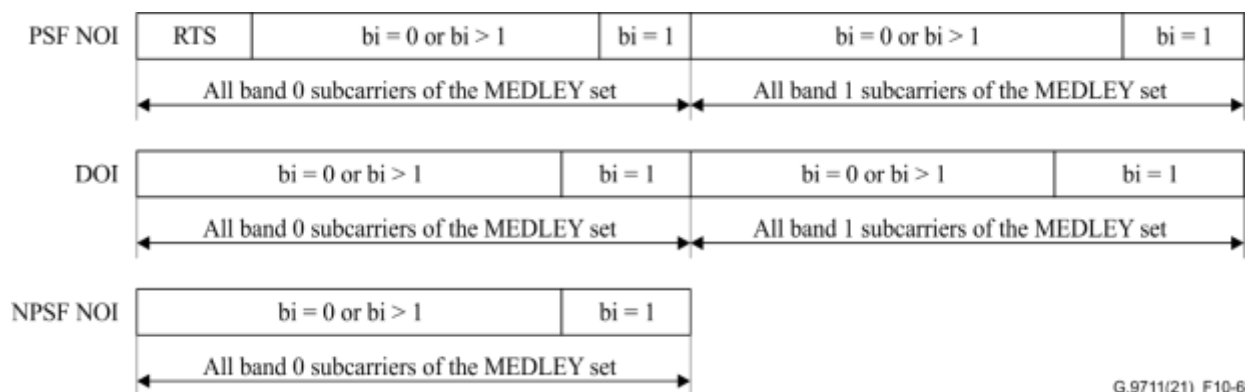 PSF NOI RTS bi = 0 or bi > 1 bi = 1 bi = 0 or bi > 1 bi = 1
All band 0 subcarriers of the MEDLEY set All band 1 subcarriers of the MEDLEY set
DOI bi = 0 or bi > 1 bi = 1 bi = 0 or bi > 1 bi = 1
All band 0 subcarriers of the MEDLEY set All band 1 subcarriers of the MEDLEY set
NPSF NOI bi = 0 or bi > 1 bi = 1
All band 0 subcarriers of the MEDLEY set
G.9711(21)_F10-6